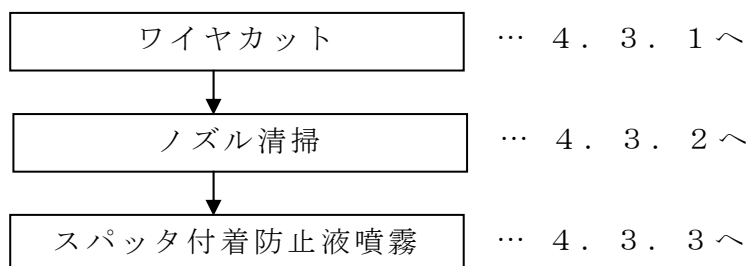 ワイヤカット … ４．３．１へ
ノズル清掃 … ４．３．２へ
スパッタ付着防止液噴霧 … ４．３．３へ